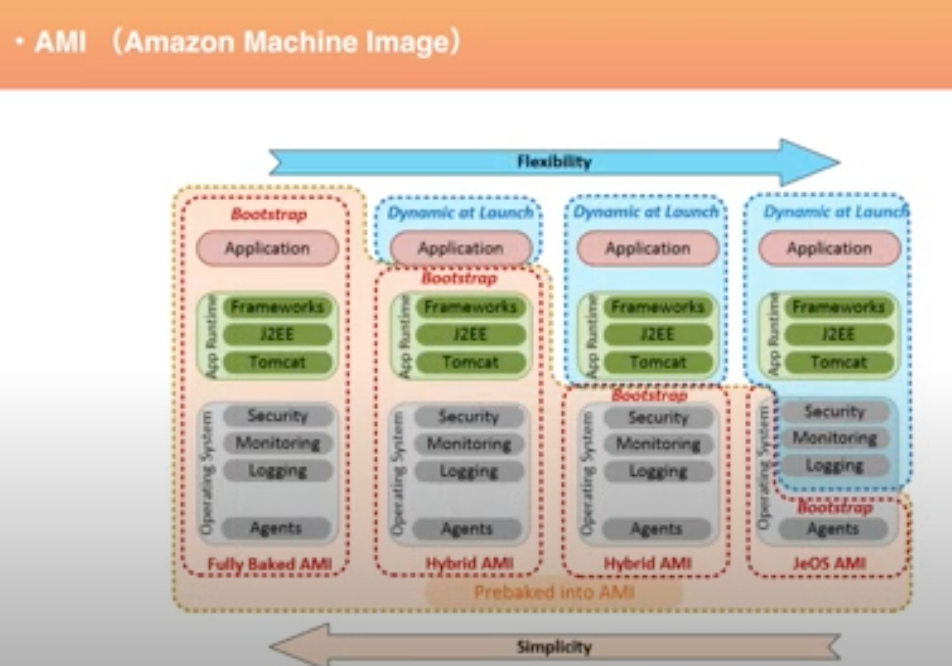 • AMI （Amazon Machine Image）
Flexibility
Bootstrap
Application
App Runtime
Frameworks
J2EE
Tomcat
Operating System
Security
Monitoring
Logging
Agents
Fully Baked AMI
Dynamic at Launch
Application
Bootstrap
App Runtime
Frameworks
J2EE
Tomcat
Operating System
Security
Monitoring
Logging
Agents
Hybrid AMI
Dynamic at Launch
Application
App Runtime
Frameworks
J2EE
Tomcat
Bootstrap
Operating System
Security
Monitoring
Logging
Agents
Hybrid AMI
Dynamic at Launch
Application
App Runtime
Frameworks
J2EE
Tomcat
Operating System
Security
Monitoring
Logging
Bootstrap
Agents
JeOS AMI
Prebaked into AMI
Simplicity